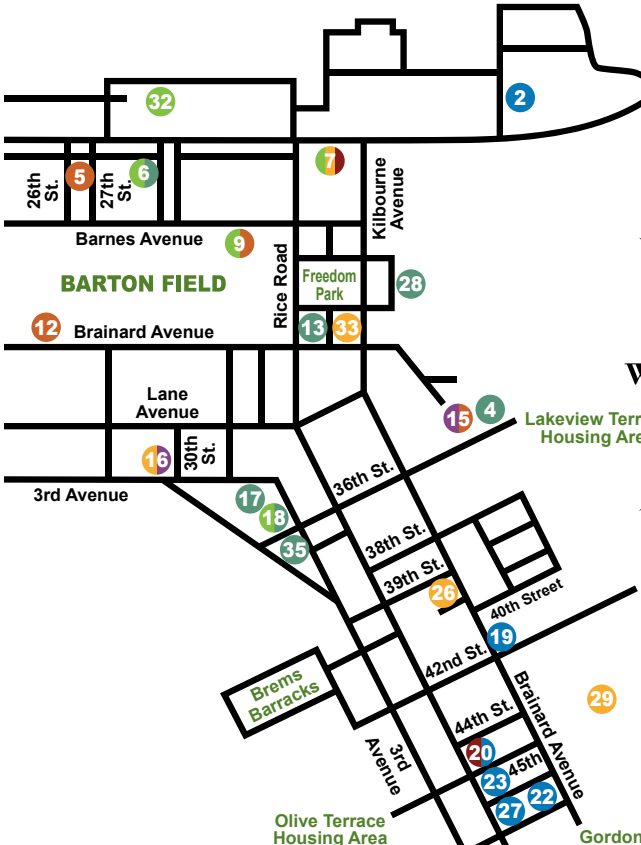 32
2
26th
St.
5
27th
St.
6
7
Kilbourne
Avenue
Barnes Avenue
9
BARTON FIELD
Rice Road
Freedom
Park
28
12
Brainard Avenue
13
33
W
Lane
Avenue
15
4
Lakeview Terr
Housing Are
16
30th
St.
3rd Avenue
17
18
35
36th St.
38th St.
39th St.
26
40th Street
19
42nd St.
Brems
Barracks
29
44th St.
3rd
Avenue
Brainard Avenue
20
45th
23
22
27
Olive Terrace
Housing Area
Gordon